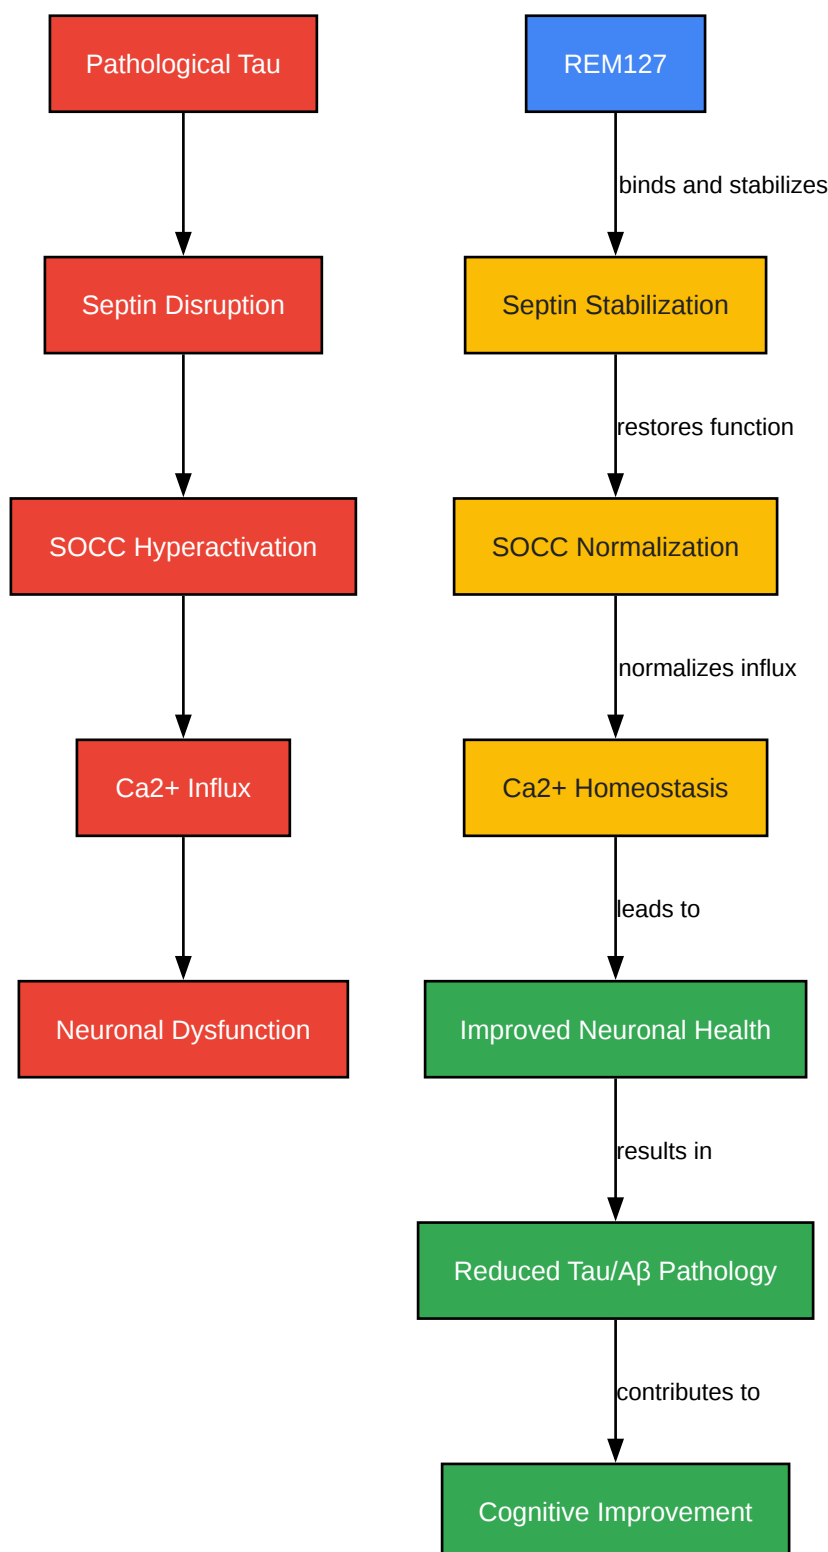 Pathological Tau
Septin Disruption
SOCC Hyperactivation
Ca2+ Influx
Neuronal Dysfunction
REM127
binds and stabilizes
Septin Stabilization
restores function
SOCC Normalization
normalizes influx
Ca2+ Homeostasis
leads to
Improved Neuronal Health
results in
Reduced Tau/Aβ Pathology
contributes to
Cognitive Improvement